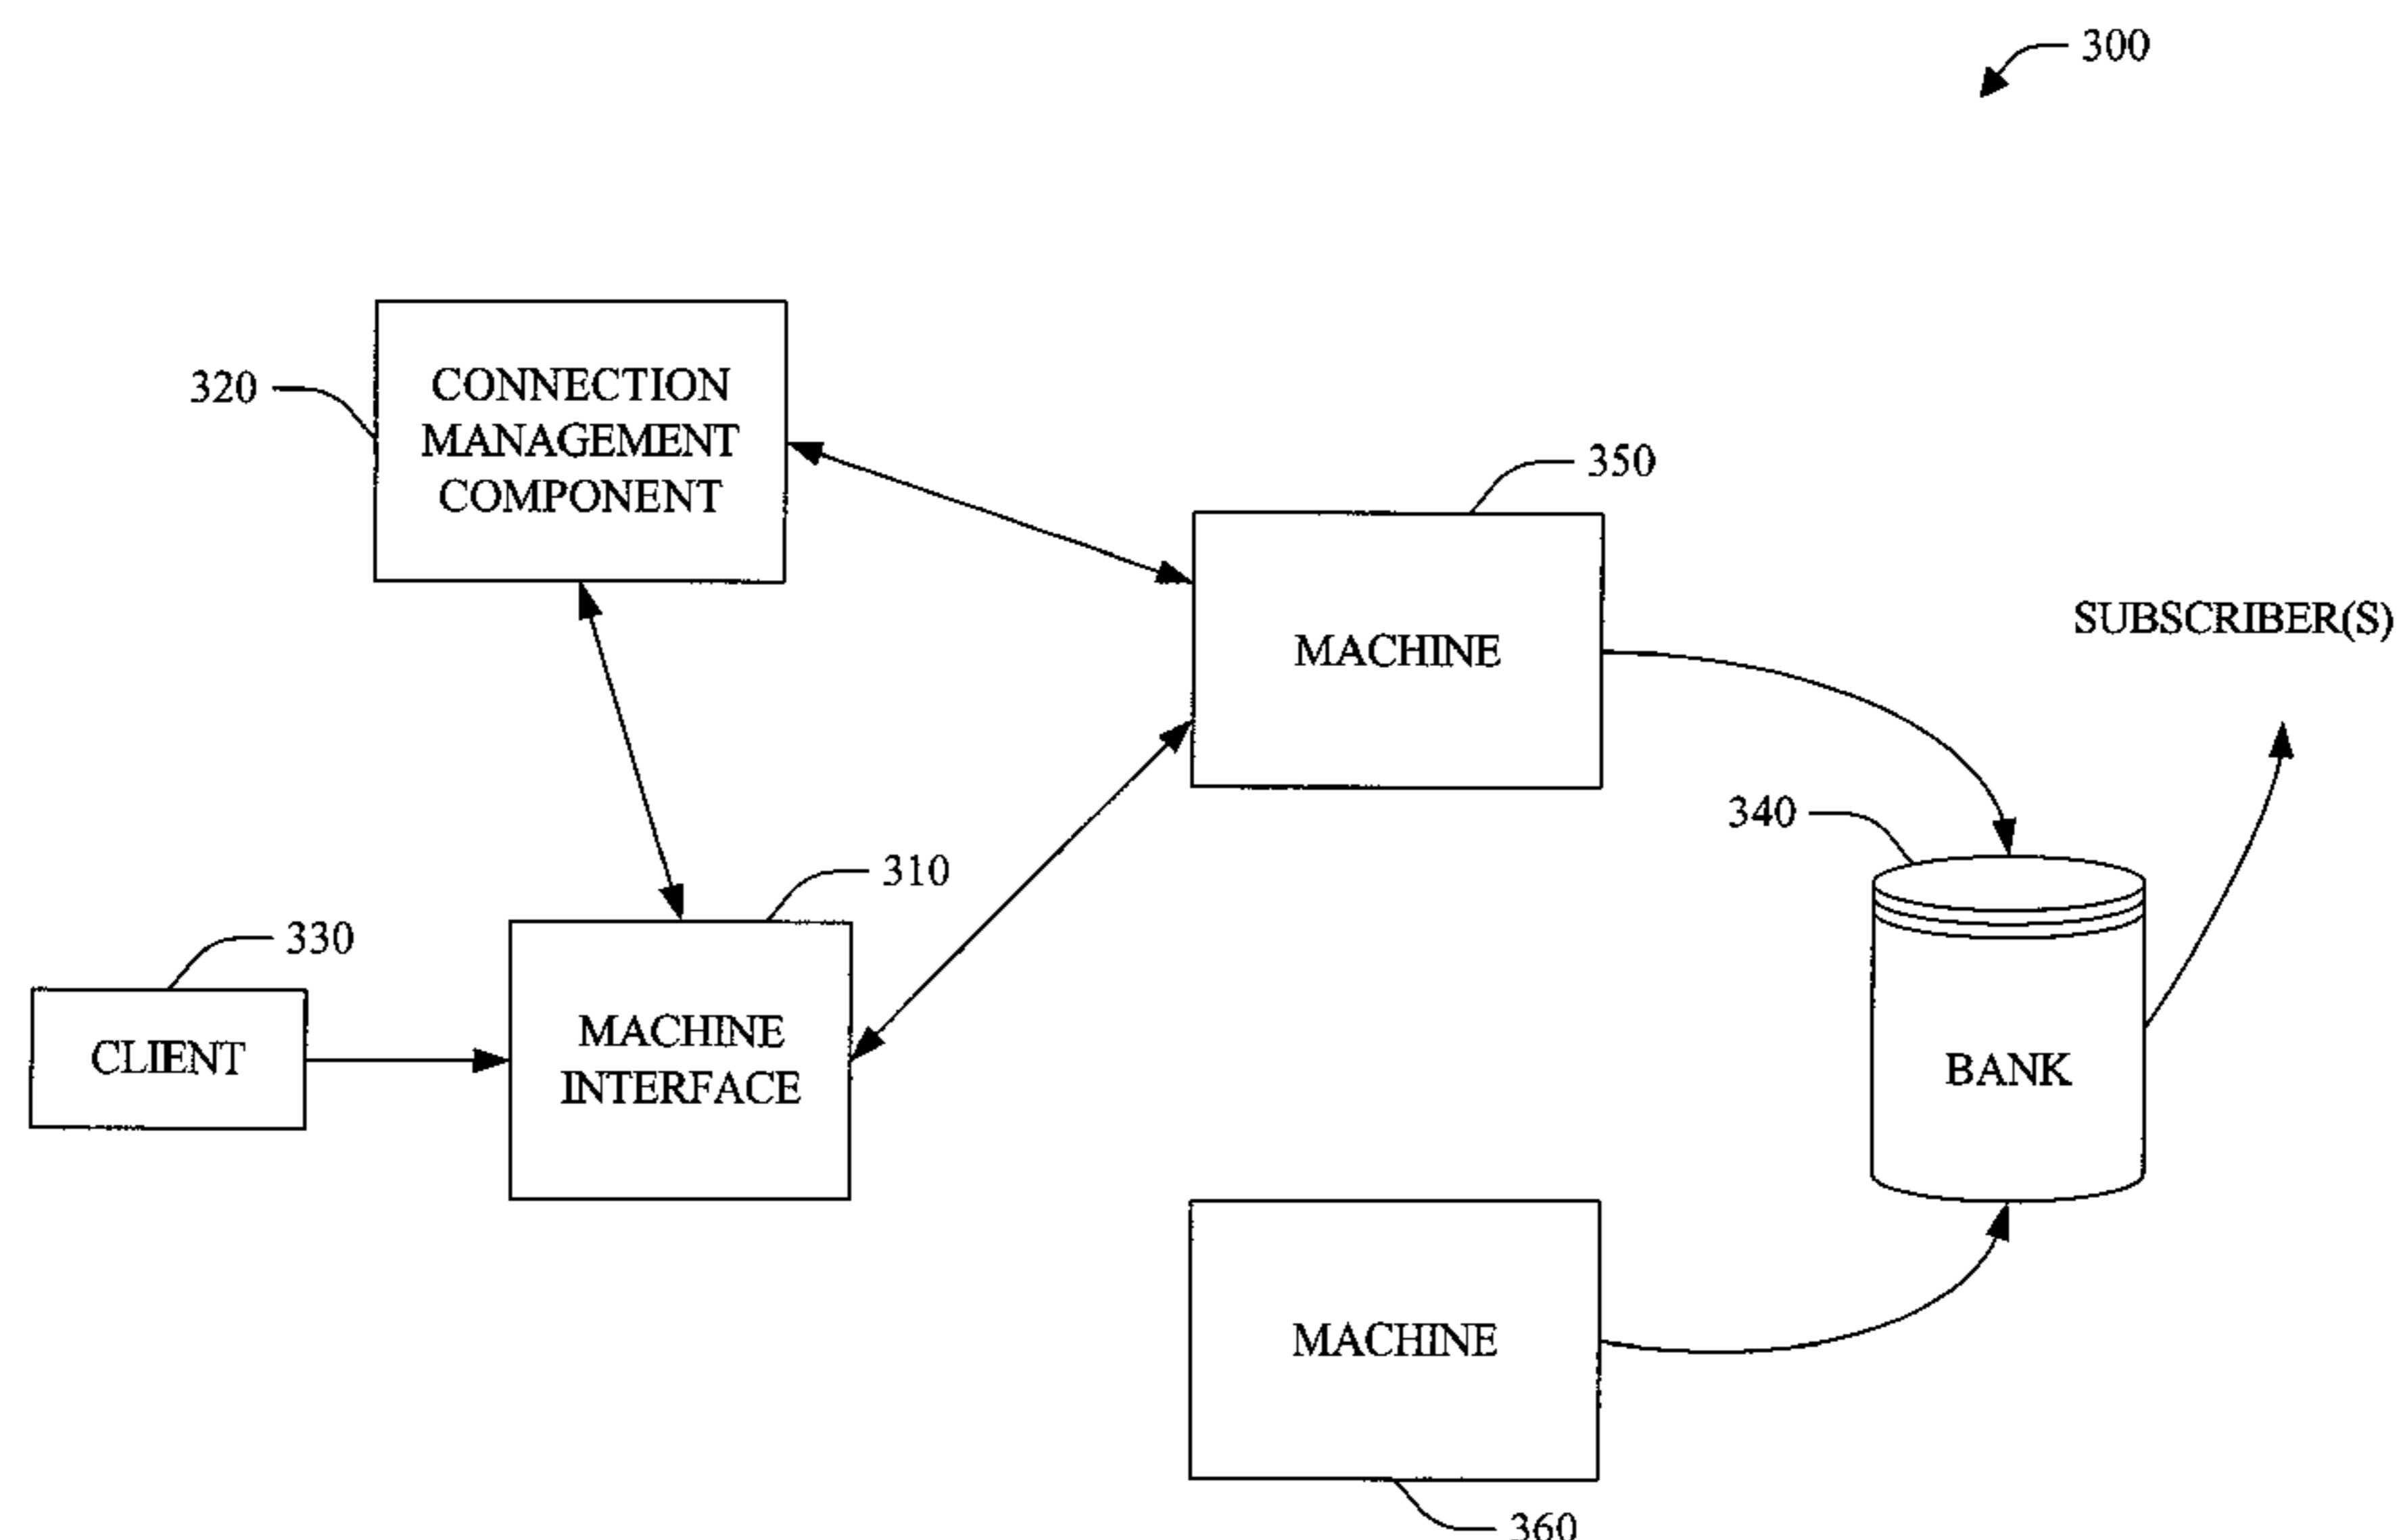 300
320
CONNECTION
MANAGEMENT
COMPONENT
350
MACHINE
SUBSCRIBER(S)
340
310
330
CLIENT
MACHINE
INTERFACE
BANK
MACHINE
360